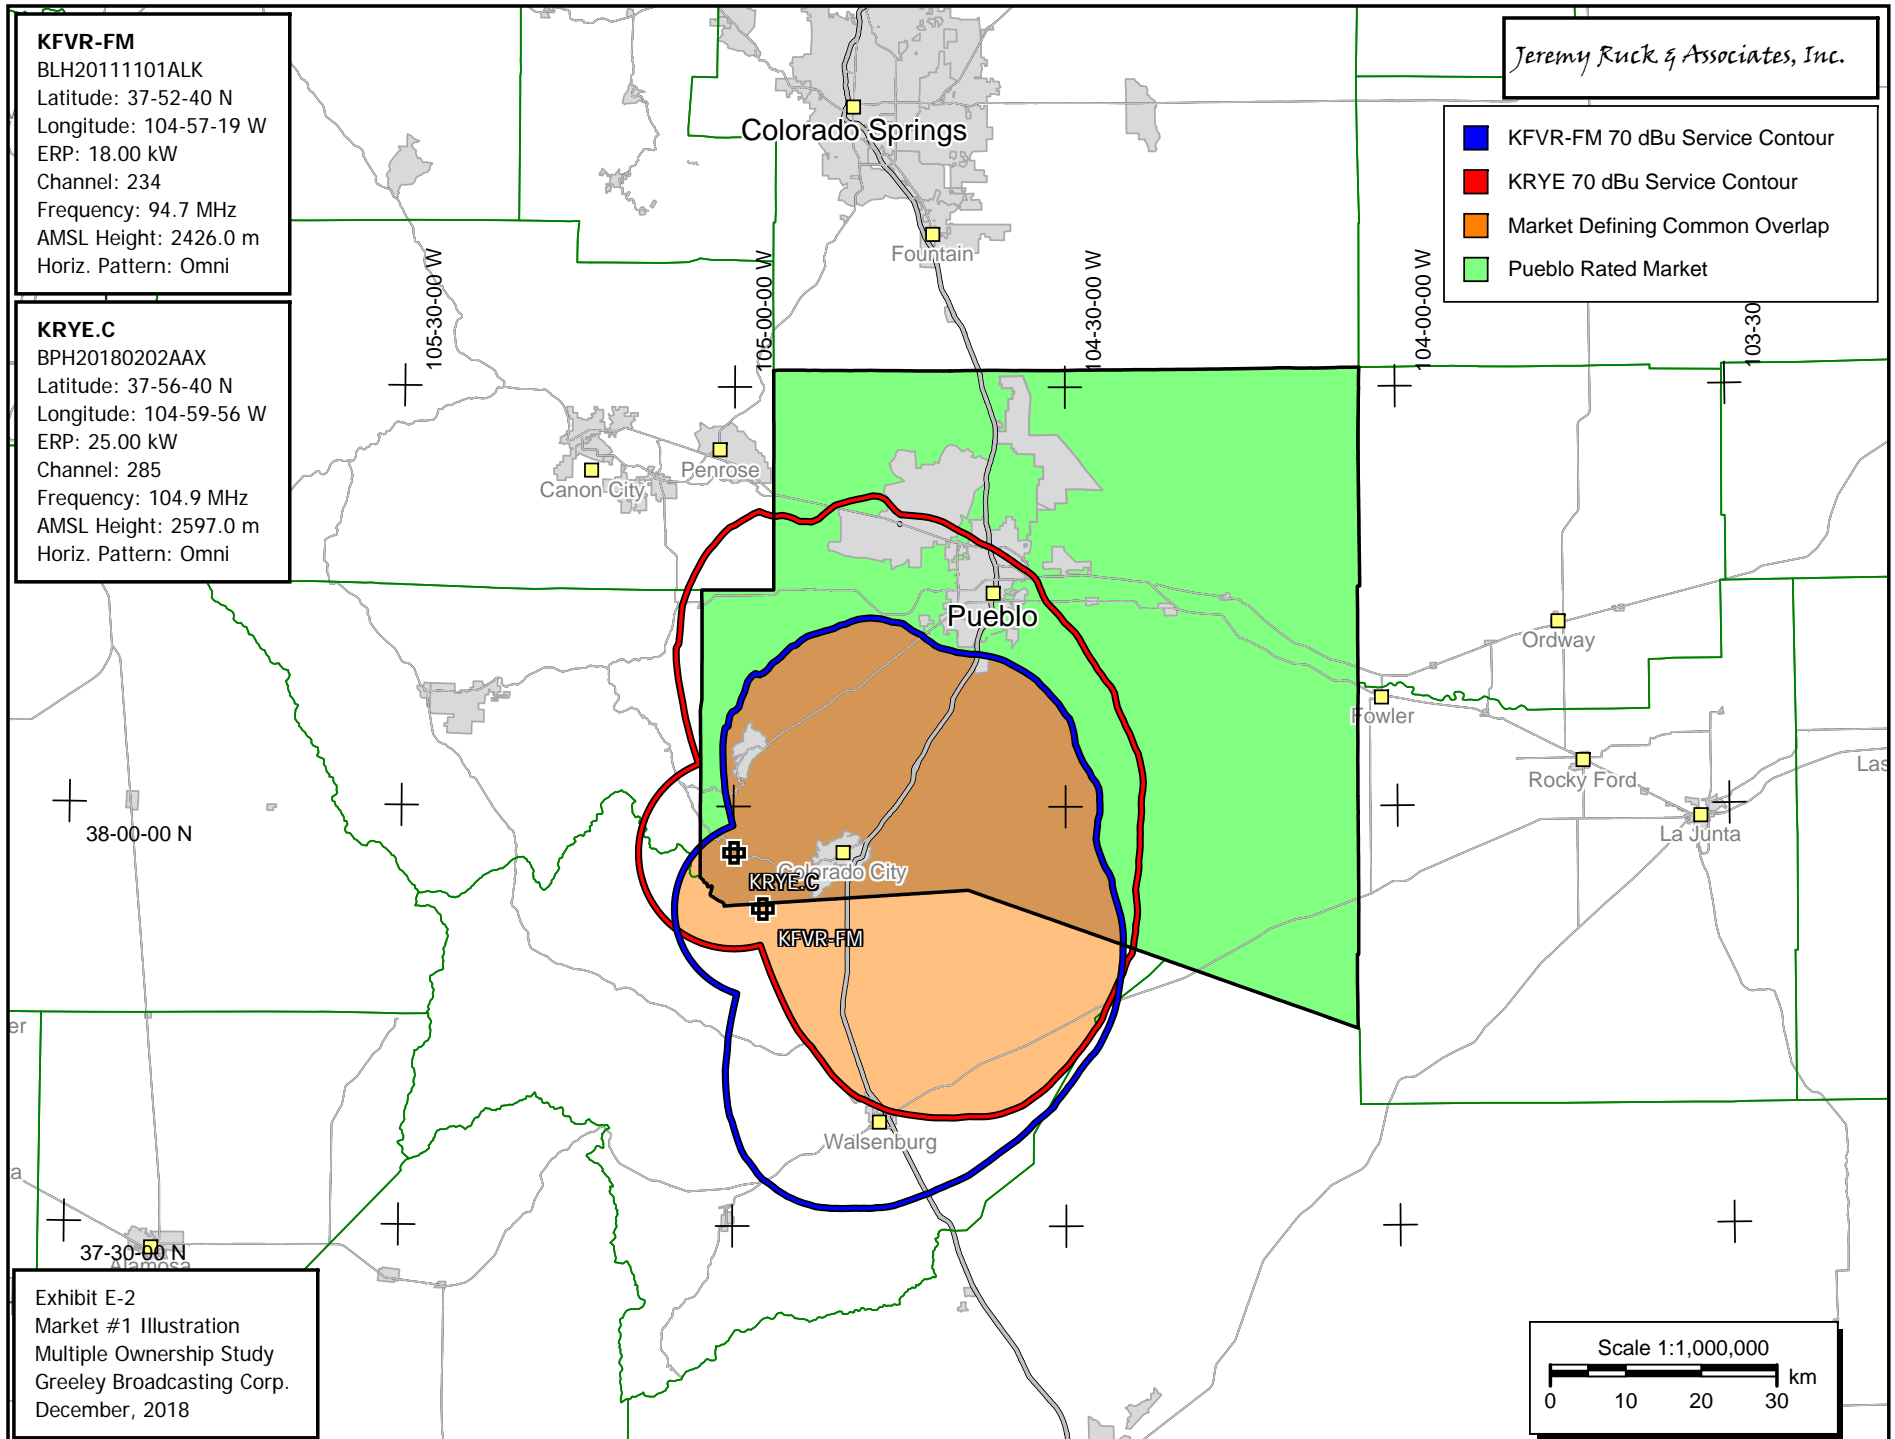 KFVR-FM
BLH20111101ALK
Latitude: 37-52-40 N
Longitude: 104-57-19 W
ERP: 18.00 kW
Channel: 234
Frequency: 94.7 MHz
AMSL Height: 2426.0 m
Horiz. Pattern: Omni
KRYE.C
BPH20180202AAX
Latitude: 37-56-40 N
Longitude: 104-59-56 W
ERP: 25.00 kW
Channel: 285
Frequency: 104.9 MHz
AMSL Height: 2597.0 m
Horiz. Pattern: Omni
Jeremy Ruck & Associates, Inc.
KFVR-FM 70 dBu Service Contour
KRYE 70 dBu Service Contour
Market Defining Common Overlap
Pueblo Rated Market
Colorado Springs
Fountain
105-30-00 W
105-00-00 W
104-30-00 W
104-00-00 W
103-30
Canon City
Penrose
Pueblo
Ordway
Fowler
Rocky Ford
La Junta
Las
38-00-00 N
Colorado City
KRYE.C
KFVR-FM
Walsenburg
er
a
37-30-00 N
Alamosa
Exhibit E-2
Market #1 Illustration
Multiple Ownership Study
Greeley Broadcasting Corp.
December, 2018
Scale 1:1,000,000
km
0 10 20 30